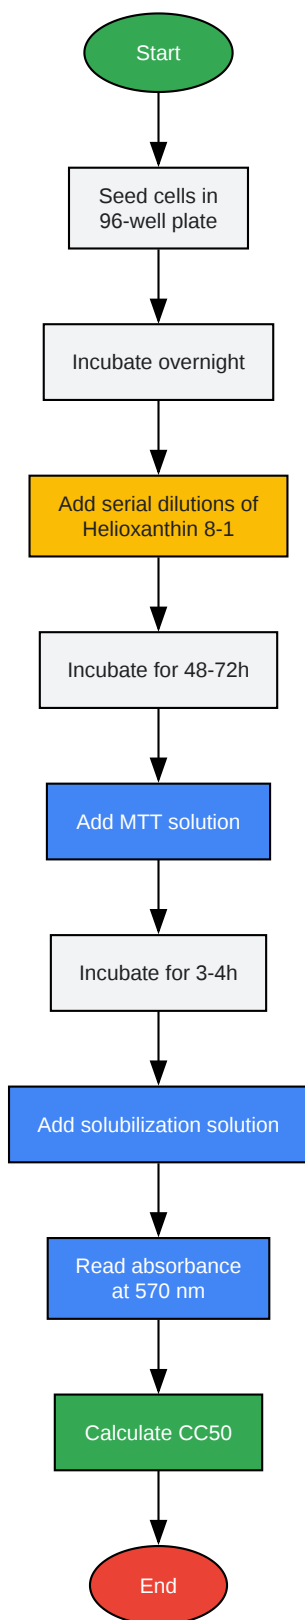 Start
Seed cells in
96-well plate
Incubate overnight
Add serial dilutions of
Helioxanthin 8-1
Incubate for 48-72h
Add MTT solution
Incubate for 3-4h
Add solubilization solution
Read absorbance
at 570 nm
Calculate CC50
End